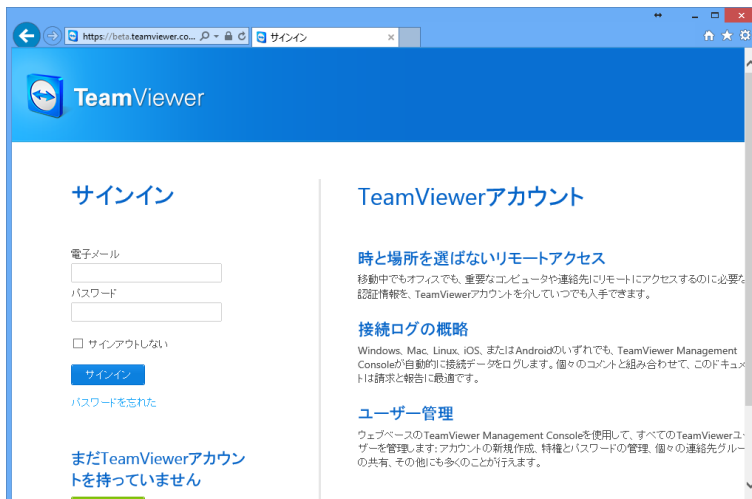 https://beta.teamviewer.co...
サインイン
TeamViewer
サインイン
電子メール
パスワード
サインアウトしない
サインイン
パスワードを忘れた
まだTeamViewerアカウン
トを持っていません
TeamViewerアカウント
時と場所を選ばないリモートアクセス
移動中でもオフィスでも、重要なコンピュータや連絡先にリモートにアクセスするのに必要な
認証情報を、TeamViewerアカウントを介していつでも入手できます。
接続ログの概略
Windows、Mac、Linux、iOS、またはAndroidのいずれでも、TeamViewer Management
Consoleが自動的に接続データをログします。個々のコメントと組み合わせて、このドキュメ
トは請求と報告に最適です。
ユーザー管理
ウェブベースのTeamViewer Management Consoleを使用して、すべてのTeamViewerユー
ザーを管理します: アカウントの新規作成、特権とパスワードの管理、個々の連絡先グルー
の共有、その他にも多くのことが行えます。